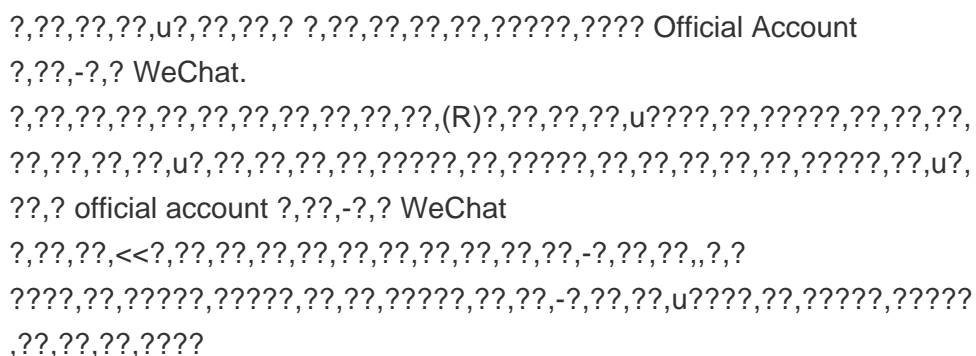 ?,??,??,??,u?,??,??,? ?,??,??,??,??,?????,???? Official Account
?,??,-?,? WeChat.
?,??,??,??,??,??,??,??,??,??,??,(R)?,??,??,??,u????,??,?????,??,??,??,
??,??,??,??,u?,??,??,??,??,?????,??,?????,??,??,??,??,??,?????,??,u?,
??,? official account ?,??,-?,? WeChat
?,??,??,<<?,??,??,??,??,??,??,??,??,??,??,-?,??,??,,?,?
????,??,?????,?????,??,??,?????,??,??,-?,??,??,u????,??,?????,?????
,??,??,??,????